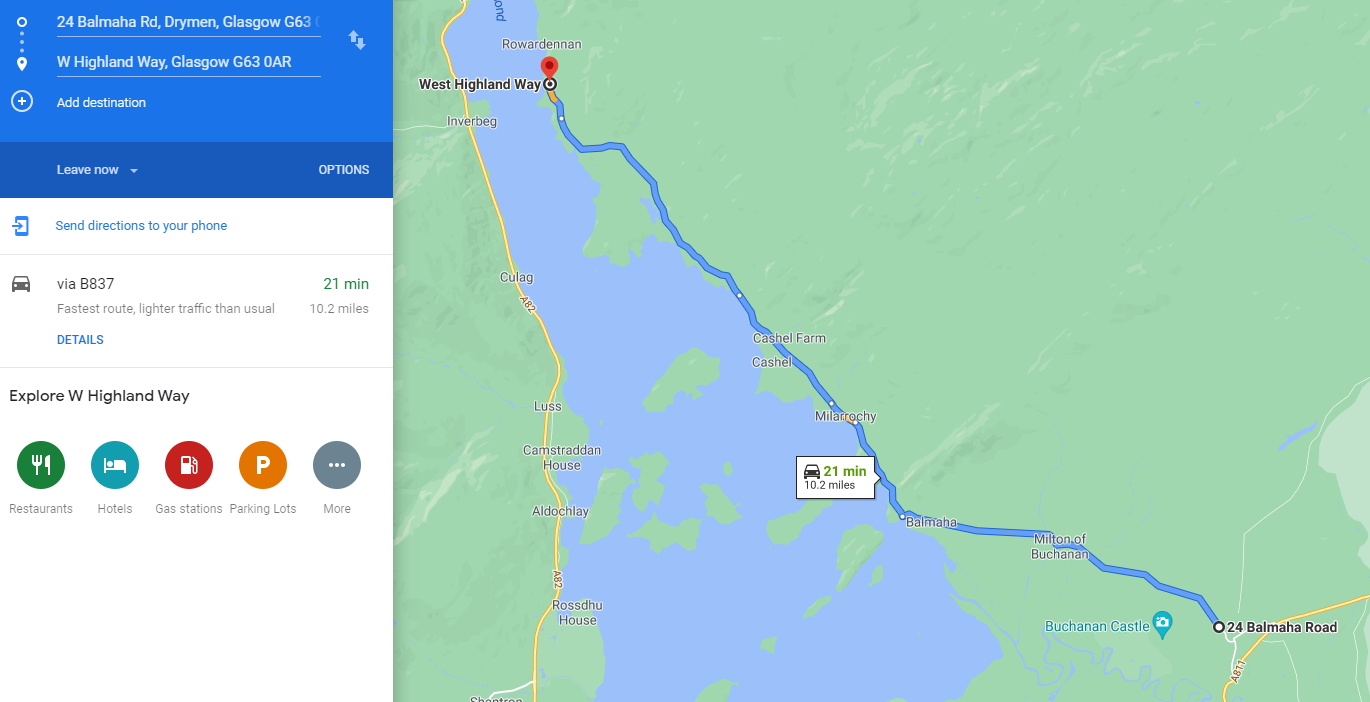 24 Balmaha Rd, Drymen, Glasgow G63
W Highland Way, Glasgow G63 0AR
Add destination
Leave now
OPTIONS
Send directions to your phone
via B837
21 min
Fastest route, lighter traffic than usual
10.2 miles
DETAILS
Explore W Highland Way
Restaurants
Hotels
Gas stations
P
Parking Lots
More
ond
Rowardennan
West Highland Way
Inverbeg
Culag
A82
Cashel Farm
Cashel
Luss
Milarrochy
Camstraddan
House
21 min
10.2 miles
Aldochlay
Balmaha
Milton of
Buchanan
A82
Rossdhu
House
Buchanan Castle
24 Balmaha Road
A811
Shantron